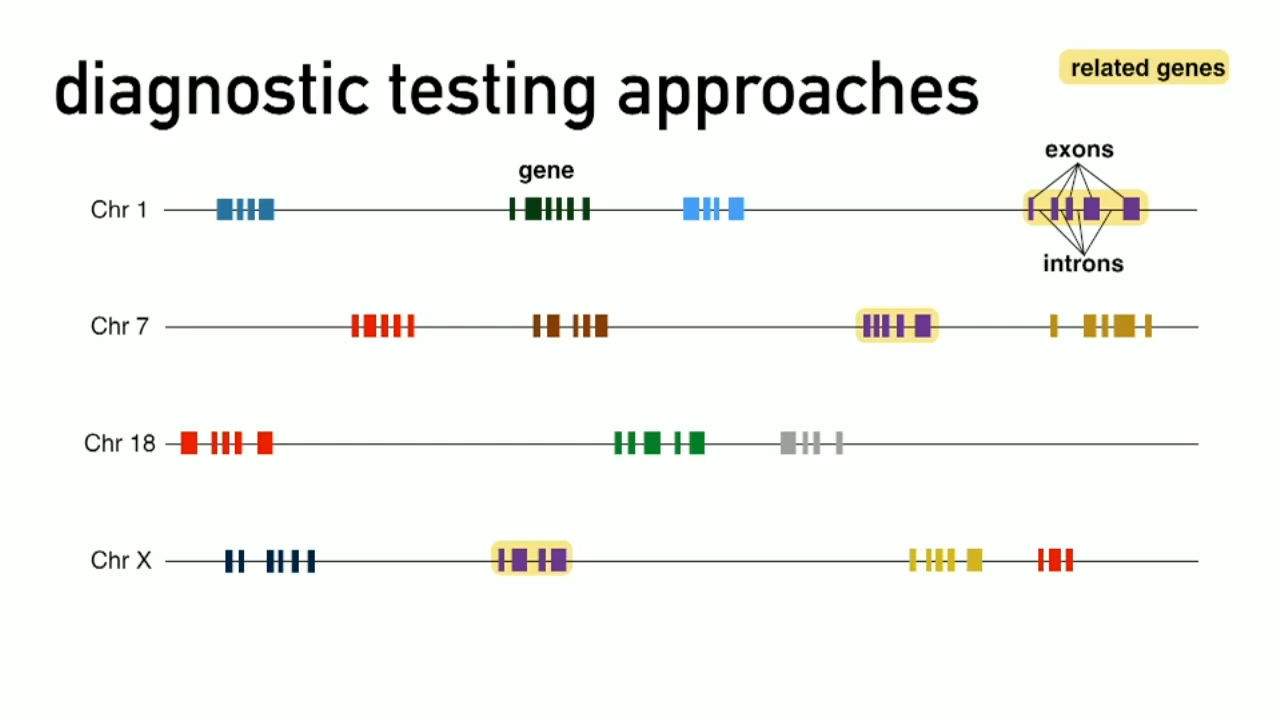 diagnostic testing approaches
related genes
exons
gene
Chr 1
introns
Chr 7
Chr 18
Chr X